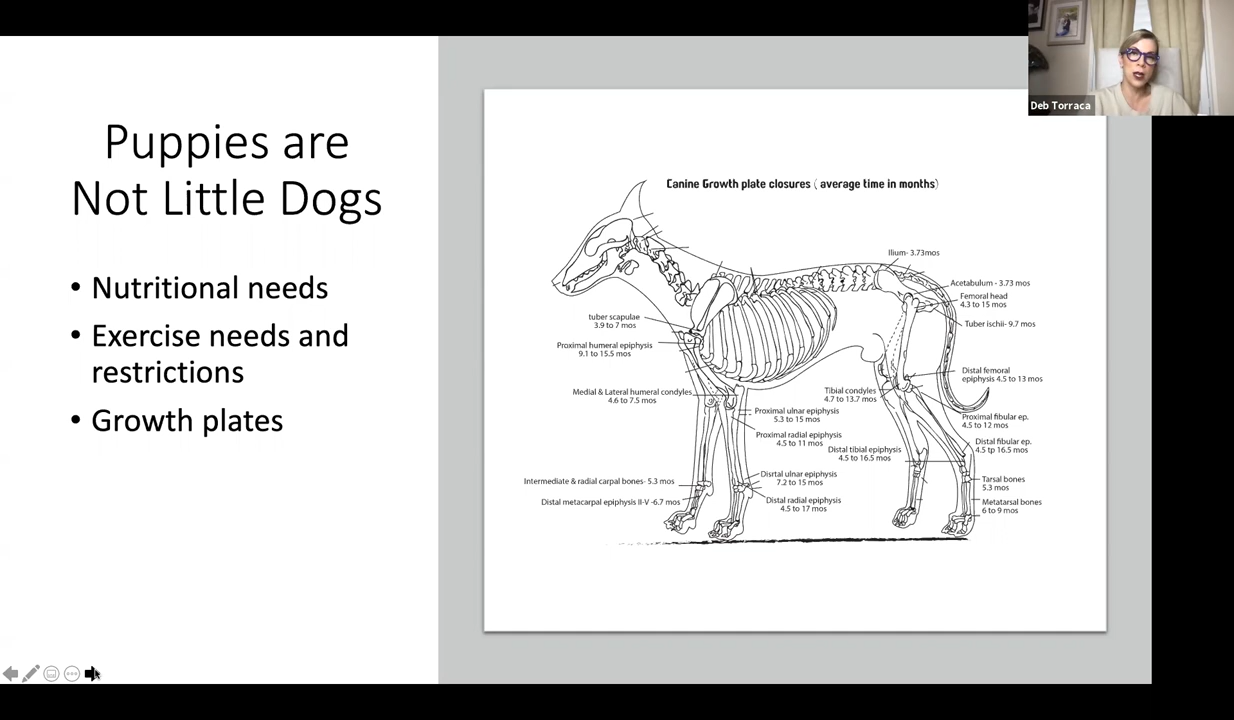 Puppies are
Not Little Dogs
• Nutritional needs
• Exercise needs and
restrictions
• Growth plates
Deb Torraca
Canine Growth plate closures ( average time in months)
Ilium- 3.73mos
Acetabulum - 3.73 mos
Femoral head
4.3 to 15 mos
Tuber ischii- 9.7 mos
tuber scapulae
3.9 to 7 mos
Proximal humeral epiphysis
9.1 to 15.5 mos
Medial & Lateral humeral condyles
4.6 to 7.5 mos
Distal femoral
epiphysis 4.5 to 13 mos
Tibial condyles
4.7 to 13.7 mos
Proximal ulnar epiphysis
5.3 to 15 mos
Proximal fibular ep.
4.5 to 12 mos
Proximal radial epiphysis
4.5 to 11 mos
Distal tibial epiphysis
4.5 to 16.5 mos
Distal fibular ep.
4.5 tp 16.5 mos
Intermediate & radial carpal bones- 5.3 mos
Disrtal ulnar epiphysis
7.2 to 15 mos
Tarsal bones
5.3 mos
Distal metacarpal epiphysis II-V -6.7 mos
Distal radial epiphysis
4.5 to 17 mos
Metatarsal bones
6 to 9 mos